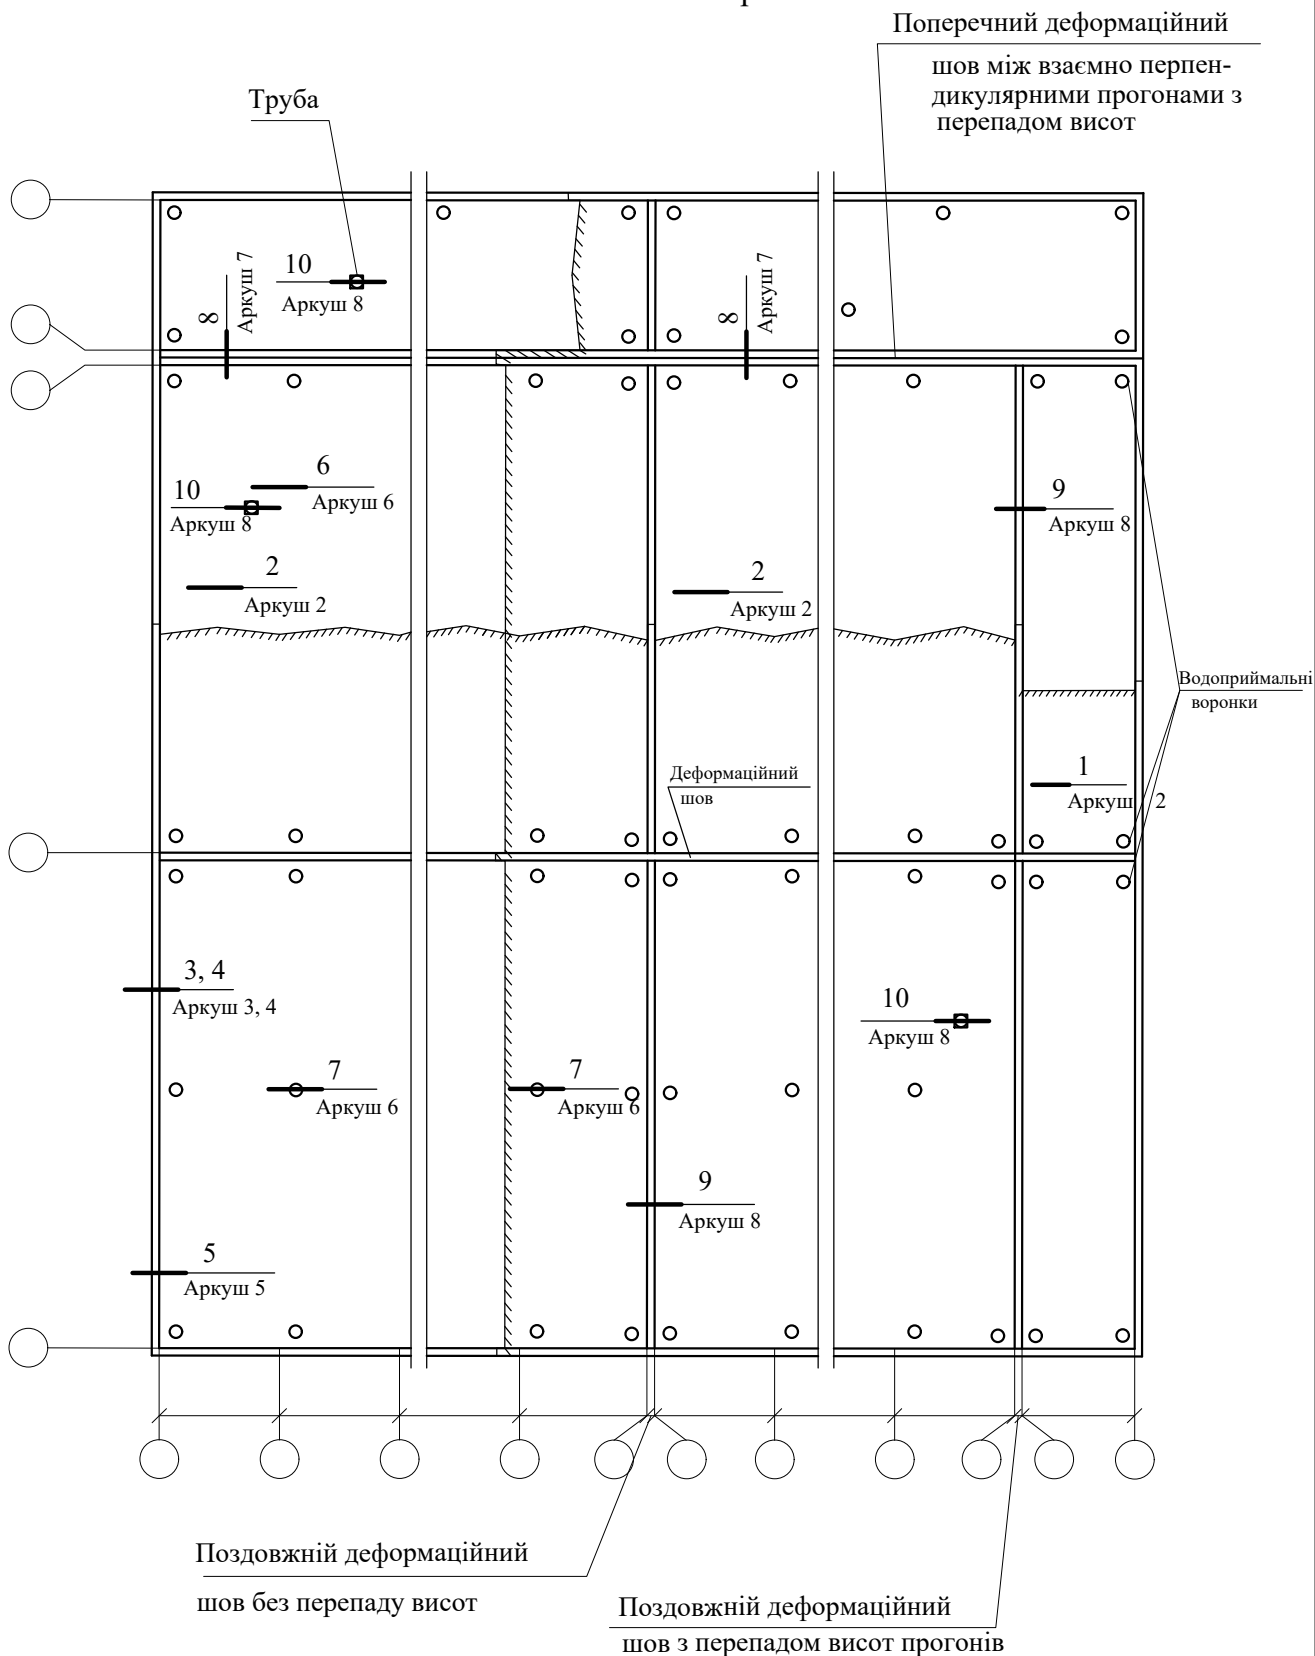 Поперечний деформаційний
шов між взаємно перпен-
дикулярними прогонами з
перепадом висот
Труба
8
Аркуш 7
10
Аркуш 8
8
Аркуш 7
6
Аркуш 6
10
Аркуш 8
9
Аркуш 8
2
Аркуш 2
2
Аркуш 2
Водоприймальні
воронки
Деформаційний
шов
1
Аркуш 2
3, 4
Аркуш 3, 4
10
Аркуш 8
7
Аркуш 6
7
Аркуш 6
9
Аркуш 8
5
Аркуш 5
Поздовжній деформаційний
шов без перепаду висот
Поздовжній деформаційний
шов з перепадом висот прогонів